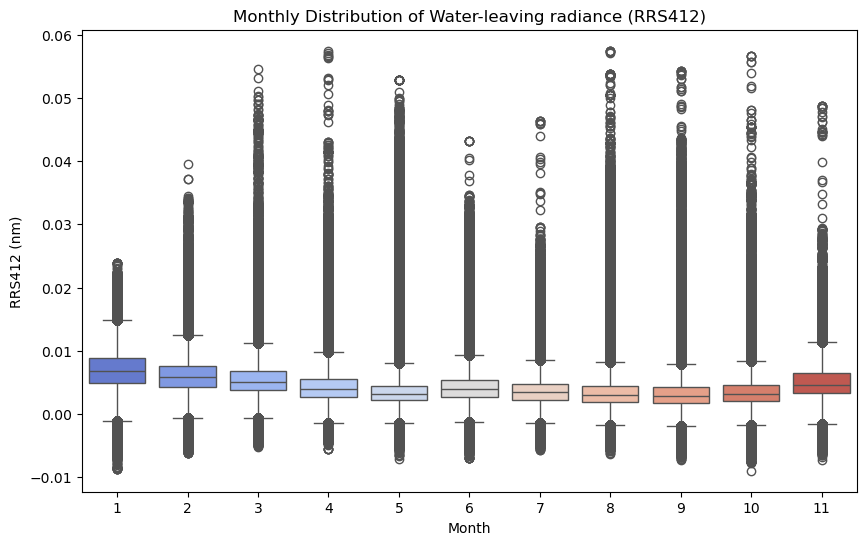 Monthly Distribution of Water-leaving radiance (RRS412)
RRS412 (nm)
0.06
0.05
0.04
0.03
0.02
0.01
0.00
−0.01
1 2 3 4 5 6 7 8 9 10 11
Month